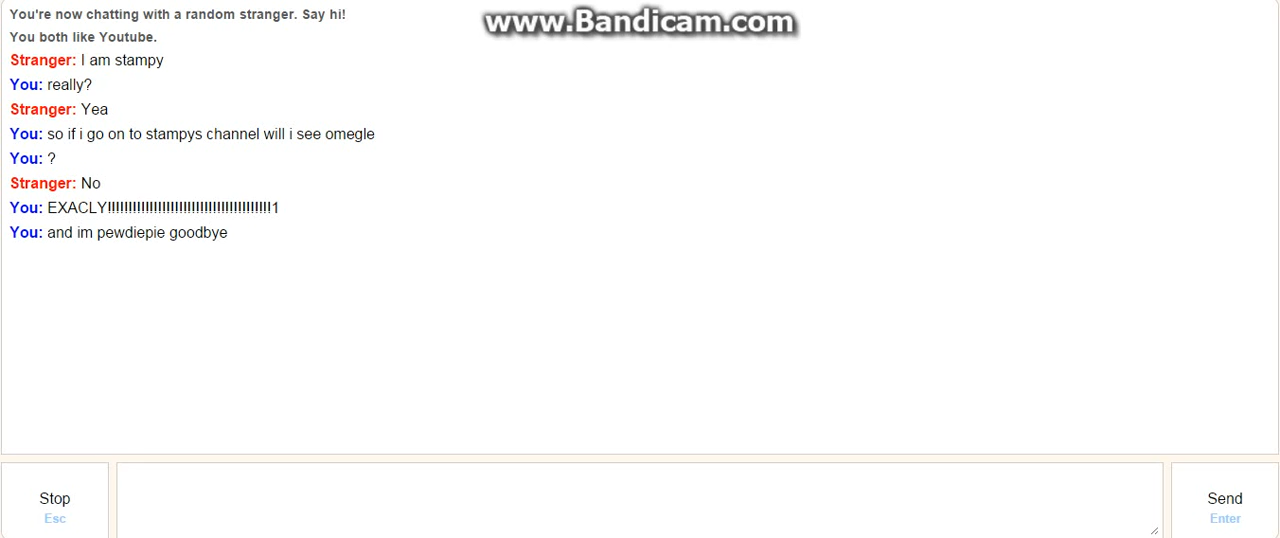 You're now chatting with a random stranger. Say hi!
www.Bandicam.com
You both like Youtube.
Stranger: I am stampy
You: really?
Stranger: Yea
You: so if i go on to stampys channel will i see omegle
You: ?
Stranger: No
You: EXACLY!!!!!!!!!!!!!!!!!!!!!!!!!!!!!!!!!!!!!!!1
You: and im pewdiepie goodbye
Stop
Esc
Send
Enter